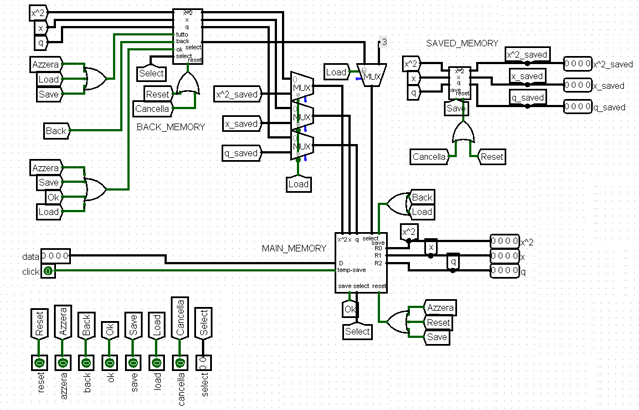 x^2
x
q
x^2
x
q
tutto
back
ok
select
select
reset
3
Azzera
Load
Save
Select
Reset
Cancella
BACK_MEMORY
Back
Azzera
Save
Ok
Load
Load
MUX
x^2_saved
x_saved
q_saved
MUX
MUX
MUX
Load
SAVED_MEMORY
x^2
x
q
x^2
x
q
save
reset
Save
x^2_saved
x_saved
q_saved
0 0 0 0
0 0 0 0
0 0 0 0
x^2_saved
x_saved
q_saved
Cancella
Reset
Back
Load
MAIN_MEMORY
x^2 x q select
save
D
temp-save
R0
R1
R2
save select reset
data
0 0 0 0
click
0
x^2
x
q
0 0 0 0
0 0 0 0
0 0 0 0
x^2
x
q
Ok
Select
Azzera
Reset
Save
Reset
Azzera
Back
Ok
Save
Load
Cancella
Select
0
0
0
0
0
0
0
0 0
reset
azzera
back
ok
save
load
cancella
select